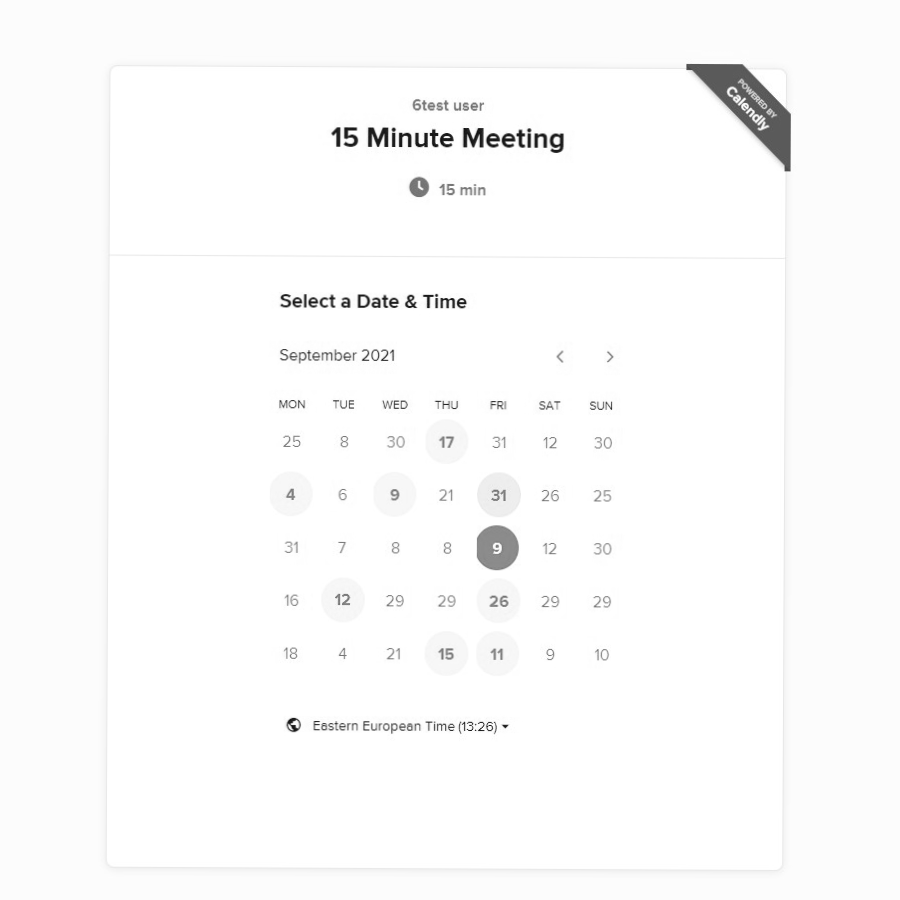 6test user
15 Minute Meeting
15 min
POWERED BY
Calendly
Select a Date & Time
September 2021
MON TUE WED THU FRI SAT SUN
25 8 30 17 31 12 30
4 6 9 21 31 26 25
31 7 8 8 9 12 30
16 12 29 29 26 29 29
18 4 21 15 11 9 10
Eastern European Time (13:26)